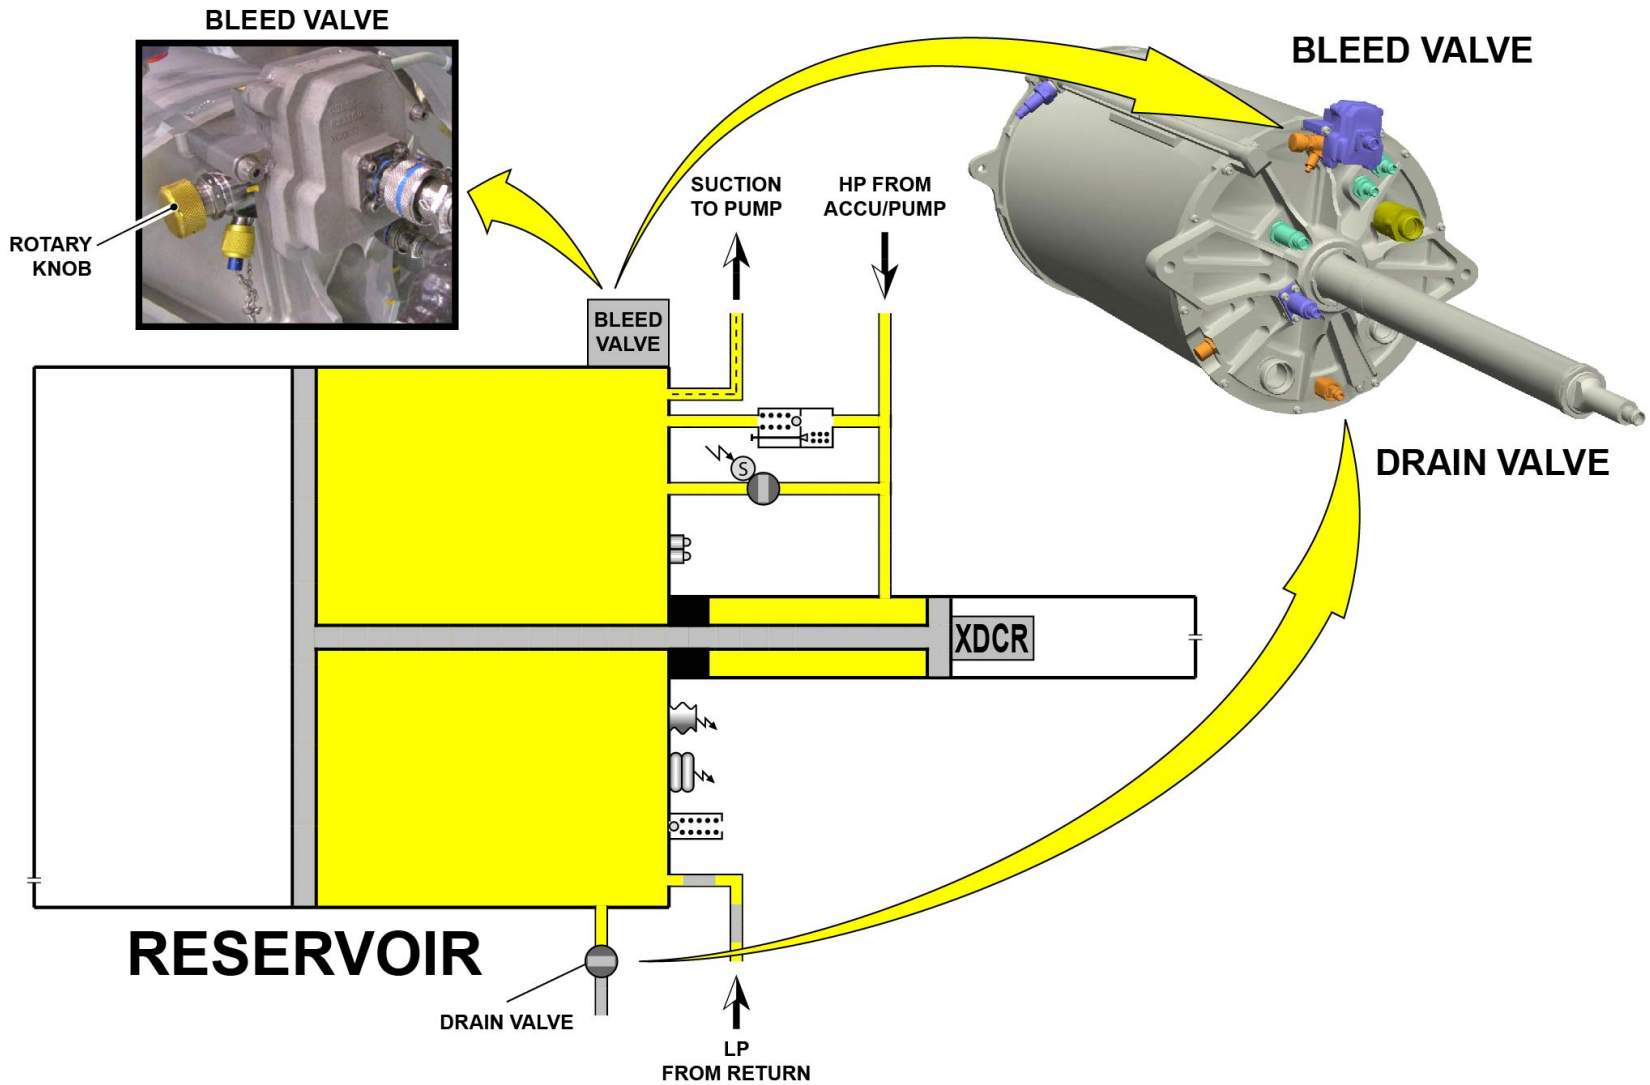 BLEED VALVE
BLEED VALVE
ROTARY
KNOB
SUCTION
TO PUMP
HP FROM
ACCU/PUMP
BLEED
VALVE
DRAIN VALVE
S
XDCR
RESERVOIR
DRAIN VALVE
LP
FROM RETURN